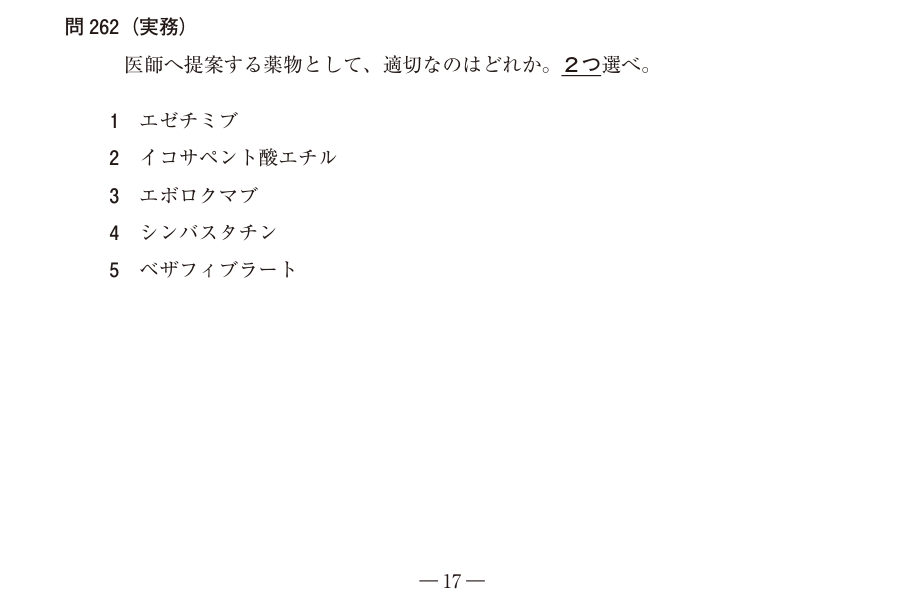 問 262（実務）
医師へ提案する薬物として、適切なのはどれか。２つ選べ。
1 エゼチミブ
2 イコサペント酸エチル
3 エボロクマブ
4 シンバスタチン
5 ベザフィブラート
― 17 ―